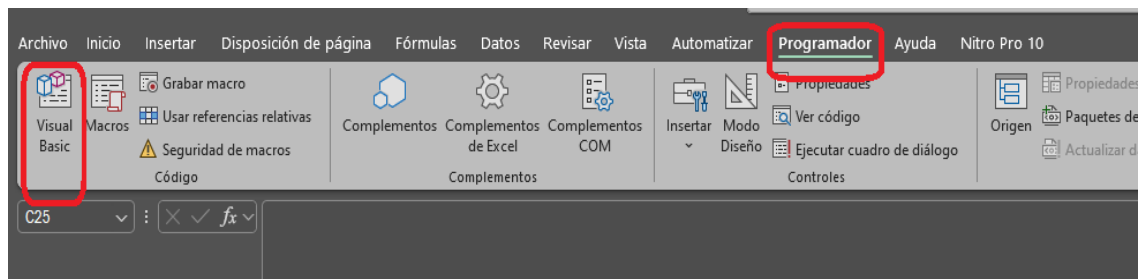 Archivo Inicio Insertar Disposición de página Fórmulas Datos Revisar Vista Automatizar Programador Ayuda Nitro Pro 10
Visual Basic
Macros
Grabar macro
Usar referencias relativas
Seguridad de macros
Código
Complementos
Complementos de Excel
Complementos COM
Complementos
Insertar
Modo Diseño
Propiedades
Ver código
Ejecutar cuadro de diálogo
Controles
Origen
Propiedades
Paquetes de
Actualizar d
C25
fx